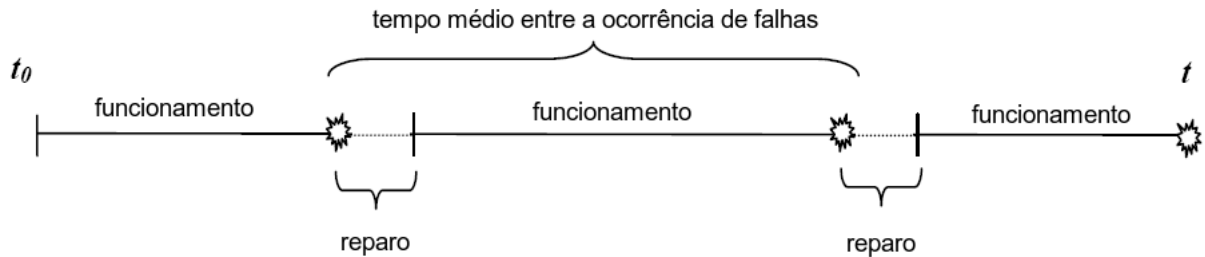 tempo médio entre a ocorrência de falhas
t₀
t
funcionamento
funcionamento
funcionamento
reparo
reparo